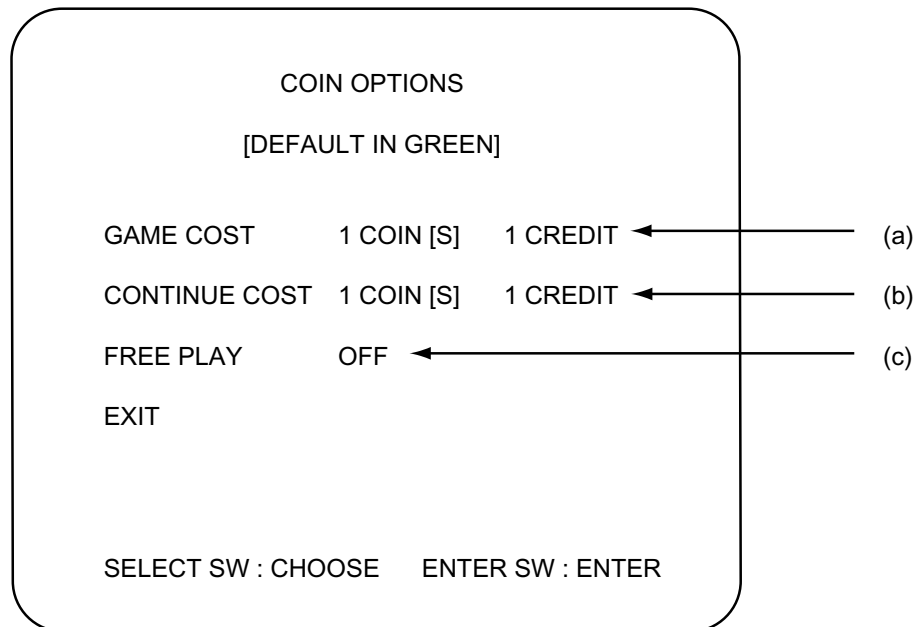 COIN OPTIONS
[DEFAULT IN GREEN]
GAME COST 1 COIN [S] 1 CREDIT (a)
CONTINUE COST 1 COIN [S] 1 CREDIT (b)
FREE PLAY OFF (c)
EXIT
SELECT SW : CHOOSE ENTER SW : ENTER